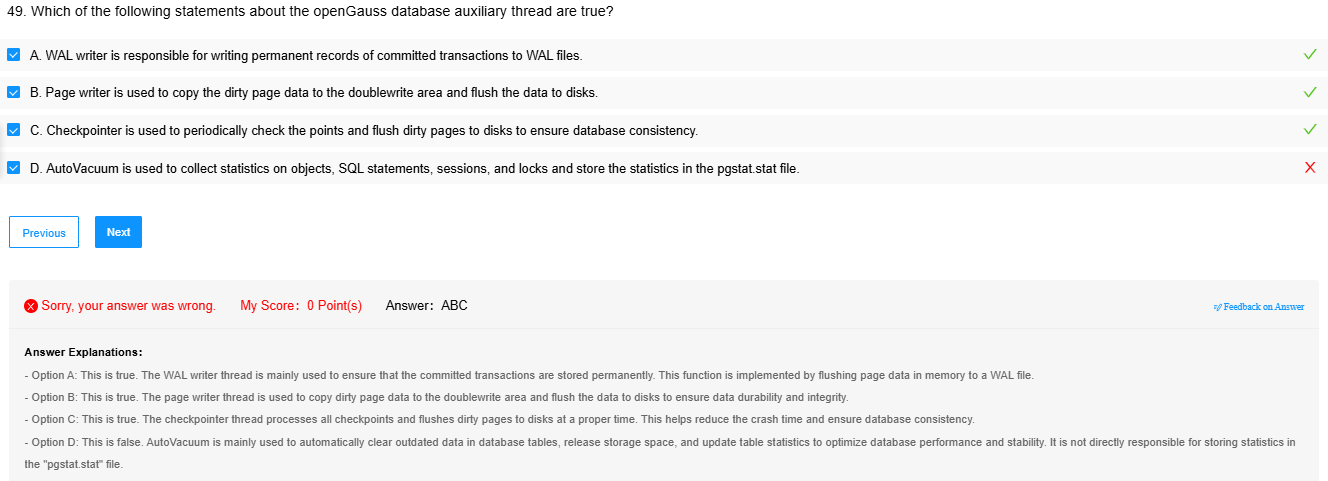 49. Which of the following statements about the openGauss database auxiliary thread are true?
A. WAL writer is responsible for writing permanent records of committed transactions to WAL files.
B. Page writer is used to copy the dirty page data to the doublewrite area and flush the data to disks.
C. Checkpointer is used to periodically check the points and flush dirty pages to disks to ensure database consistency.
D. AutoVacuum is used to collect statistics on objects, SQL statements, sessions, and locks and store the statistics in the pgstat.stat file.
Previous Next
Sorry, your answer was wrong. My Score: 0 Point(s) Answer: ABC Feedback on Answer
Answer Explanations:
- Option A: This is true. The WAL writer thread is mainly used to ensure that the committed transactions are stored permanently. This function is implemented by flushing page data in memory to a WAL file.
- Option B: This is true. The page writer thread is used to copy dirty page data to the doublewrite area and flush the data to disks to ensure data durability and integrity.
- Option C: This is true. The checkpointer thread processes all checkpoints and flushes dirty pages to disks at a proper time. This helps reduce the crash time and ensure database consistency.
- Option D: This is false. AutoVacuum is mainly used to automatically clear outdated data in database tables, release storage space, and update table statistics to optimize database performance and stability. It is not directly responsible for storing statistics in
the "pgstat.stat" file.